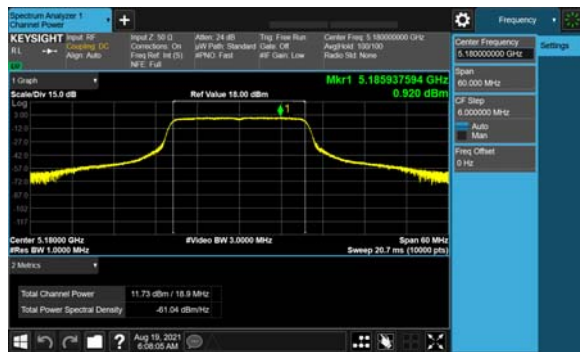 Spectrum Analyzer 1
Channel Power
+
Frequency
KEYSIGHT
RL
Input: RF
Coupling: DC
Align: Auto
Input Z: 50 Ω
Corrections: On
Freq Ref: Int (S)
NFE: Full
Atten: 24 dB
µW Path: Standard
#PNO: Fast
Trig: Free Run
Gate: Off
#IF Gain: Low
Center Freq: 5.180000000 GHz
Avg|Hold: 100/100
Radio Std: None
Center Frequency
5.180000000 GHz
Settings
Span
60.000 MHz
CF Step
6.000000 MHz
Auto
Man
Freq Offset
0 Hz
1 Graph
Mkr1 5.185937594 GHz
Scale/Div 15.0 dB
Ref Value 18.00 dBm
0.920 dBm
Log
1
3.00
-12.0
-27.0
-42.0
-57.0
-72.0
-87.0
-102
-117
Center 5.18000 GHz
#Video BW 3.0000 MHz
Span 60 MHz
#Res BW 1.0000 MHz
Sweep 20.7 ms (10000 pts)
2 Metrics
Total Channel Power
11.73 dBm / 18.9 MHz
Total Power Spectral Density
-61.04 dBm/Hz
?
Aug 19, 2021
6:08:05 AM